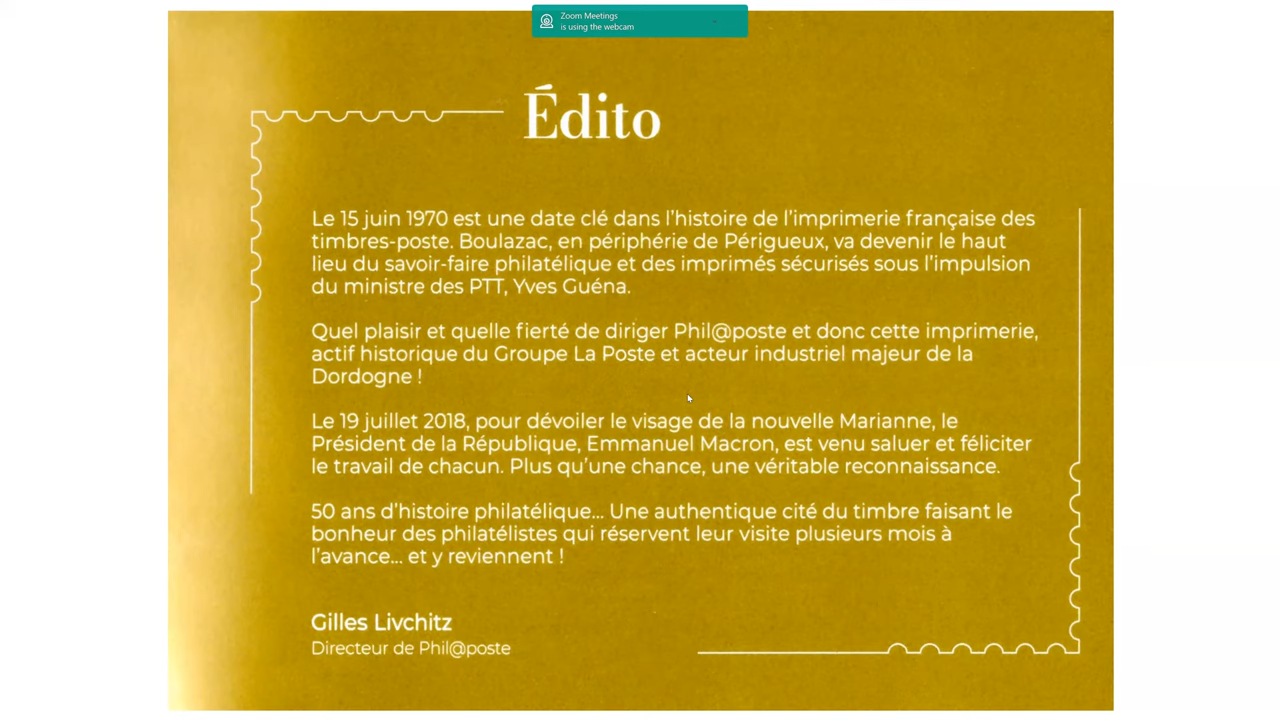 Zoom Meetings
is using the webcam
Édito
Le 15 juin 1970 est une date clé dans l'histoire de l'imprimerie française des
timbres-poste. Boulazac, en périphérie de Périgueux, va devenir le haut
lieu du savoir-faire philatélique et des imprimés sécurisés sous l'impulsion
du ministre des PTT, Yves Guéna.
Quel plaisir et quelle fierté de diriger Phil@poste et donc cette imprimerie,
actif historique du Groupe La Poste et acteur industriel majeur de la
Dordogne !
Le 19 juillet 2018, pour dévoiler le visage de la nouvelle Marianne, le
Président de la République, Emmanuel Macron, est venu saluer et féliciter
le travail de chacun. Plus qu'une chance, une véritable reconnaissance.
50 ans d'histoire philatélique... Une authentique cité du timbre faisant le
bonheur des philatélistes qui réservent leur visite plusieurs mois à
l'avance... et y reviennent !
Gilles Livchitz
Directeur de Phil@poste